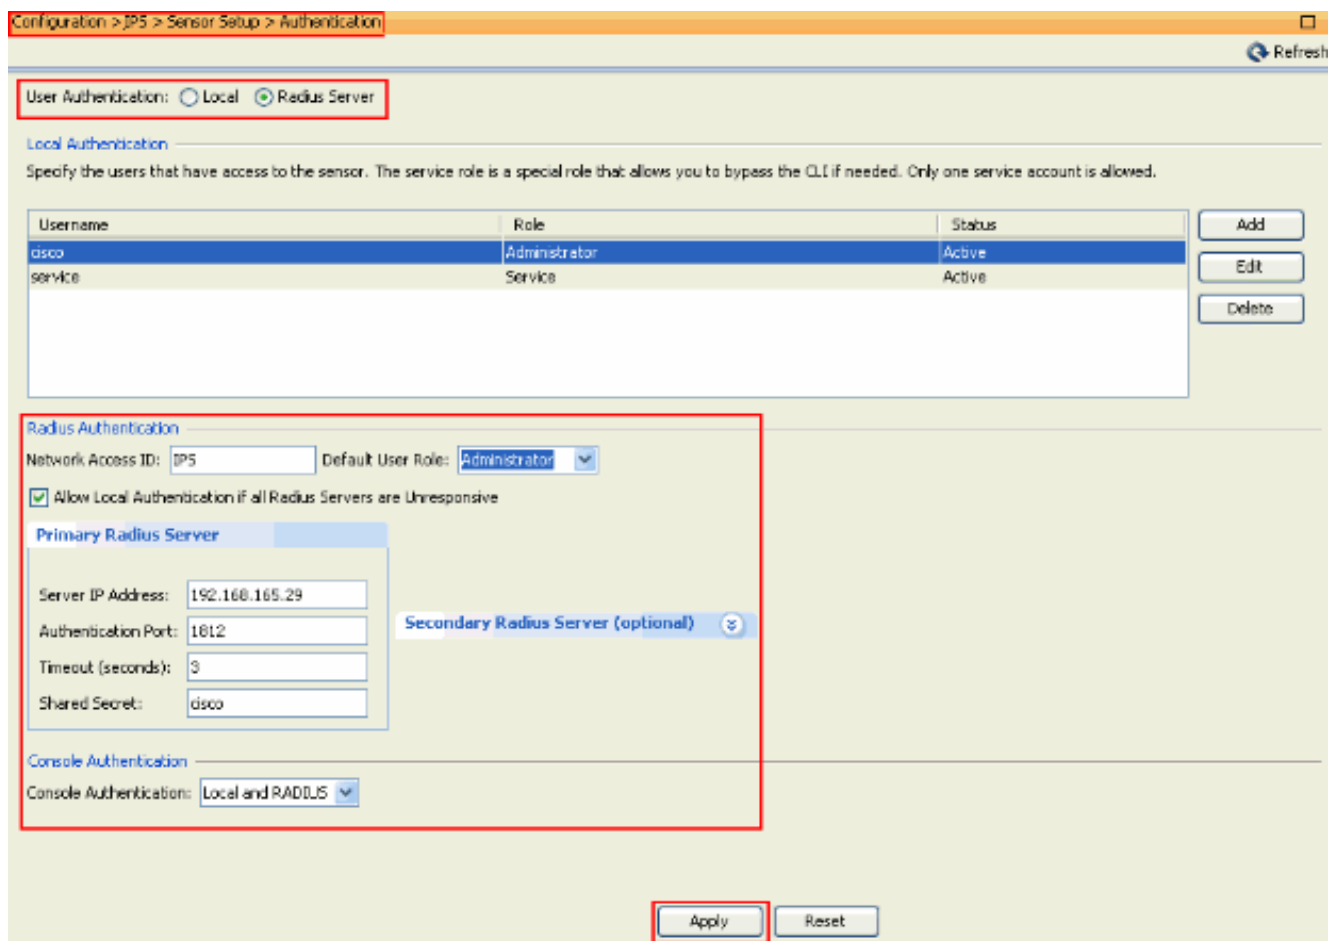 Configuration > IPS > Sensor Setup > Authentication
Refresh
User Authentication: Local Radius Server
Local Authentication
Specify the users that have access to the sensor. The service role is a special role that allows you to bypass the CLI if needed. Only one service account is allowed.
Username Role Status
cisco Administrator Active
service Service Active
Add
Edit
Delete
Radius Authentication
Network Access ID: IPS Default User Role: Administrator
Allow Local Authentication if all Radius Servers are Unresponsive
Primary Radius Server
Server IP Address: 192.168.165.29
Authentication Port: 1812
Timeout (seconds): 3
Shared Secret: cisco
Secondary Radius Server (optional)
Console Authentication
Console Authentication: Local and RADIUS
Apply Reset